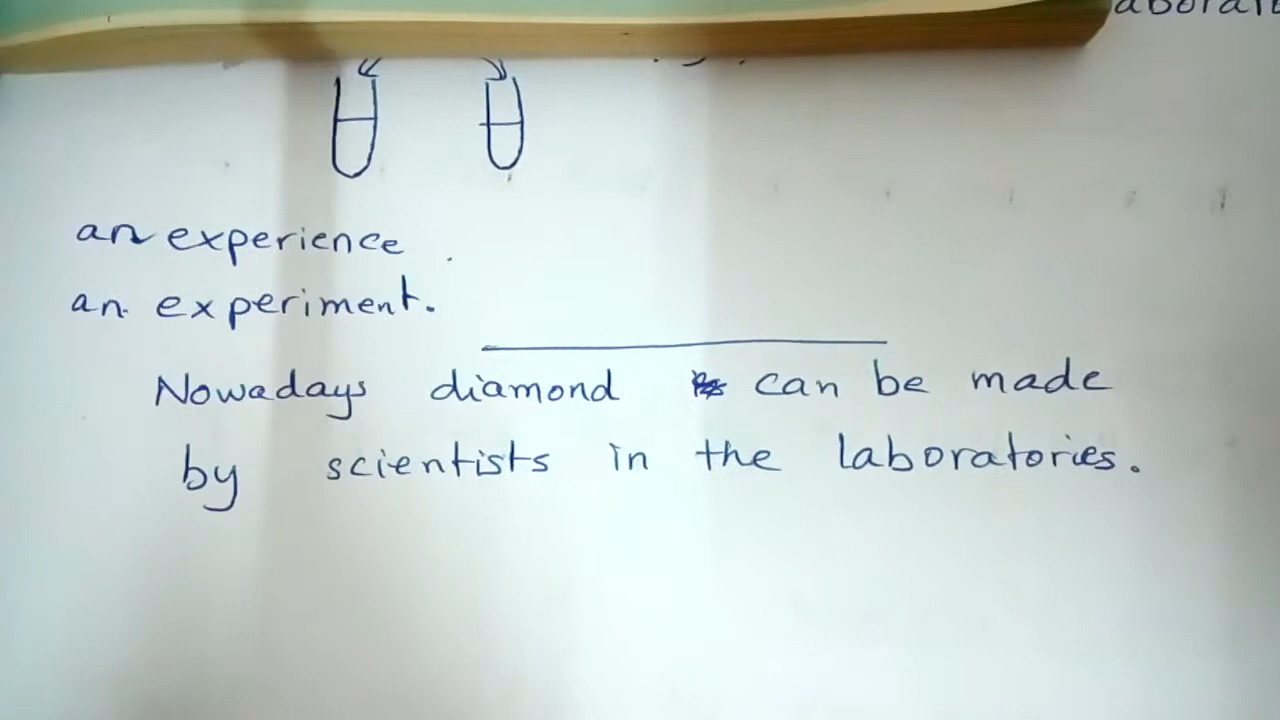 an experience
an experiment.
Nowadays diamond can be made
by scientists in the laboratories.